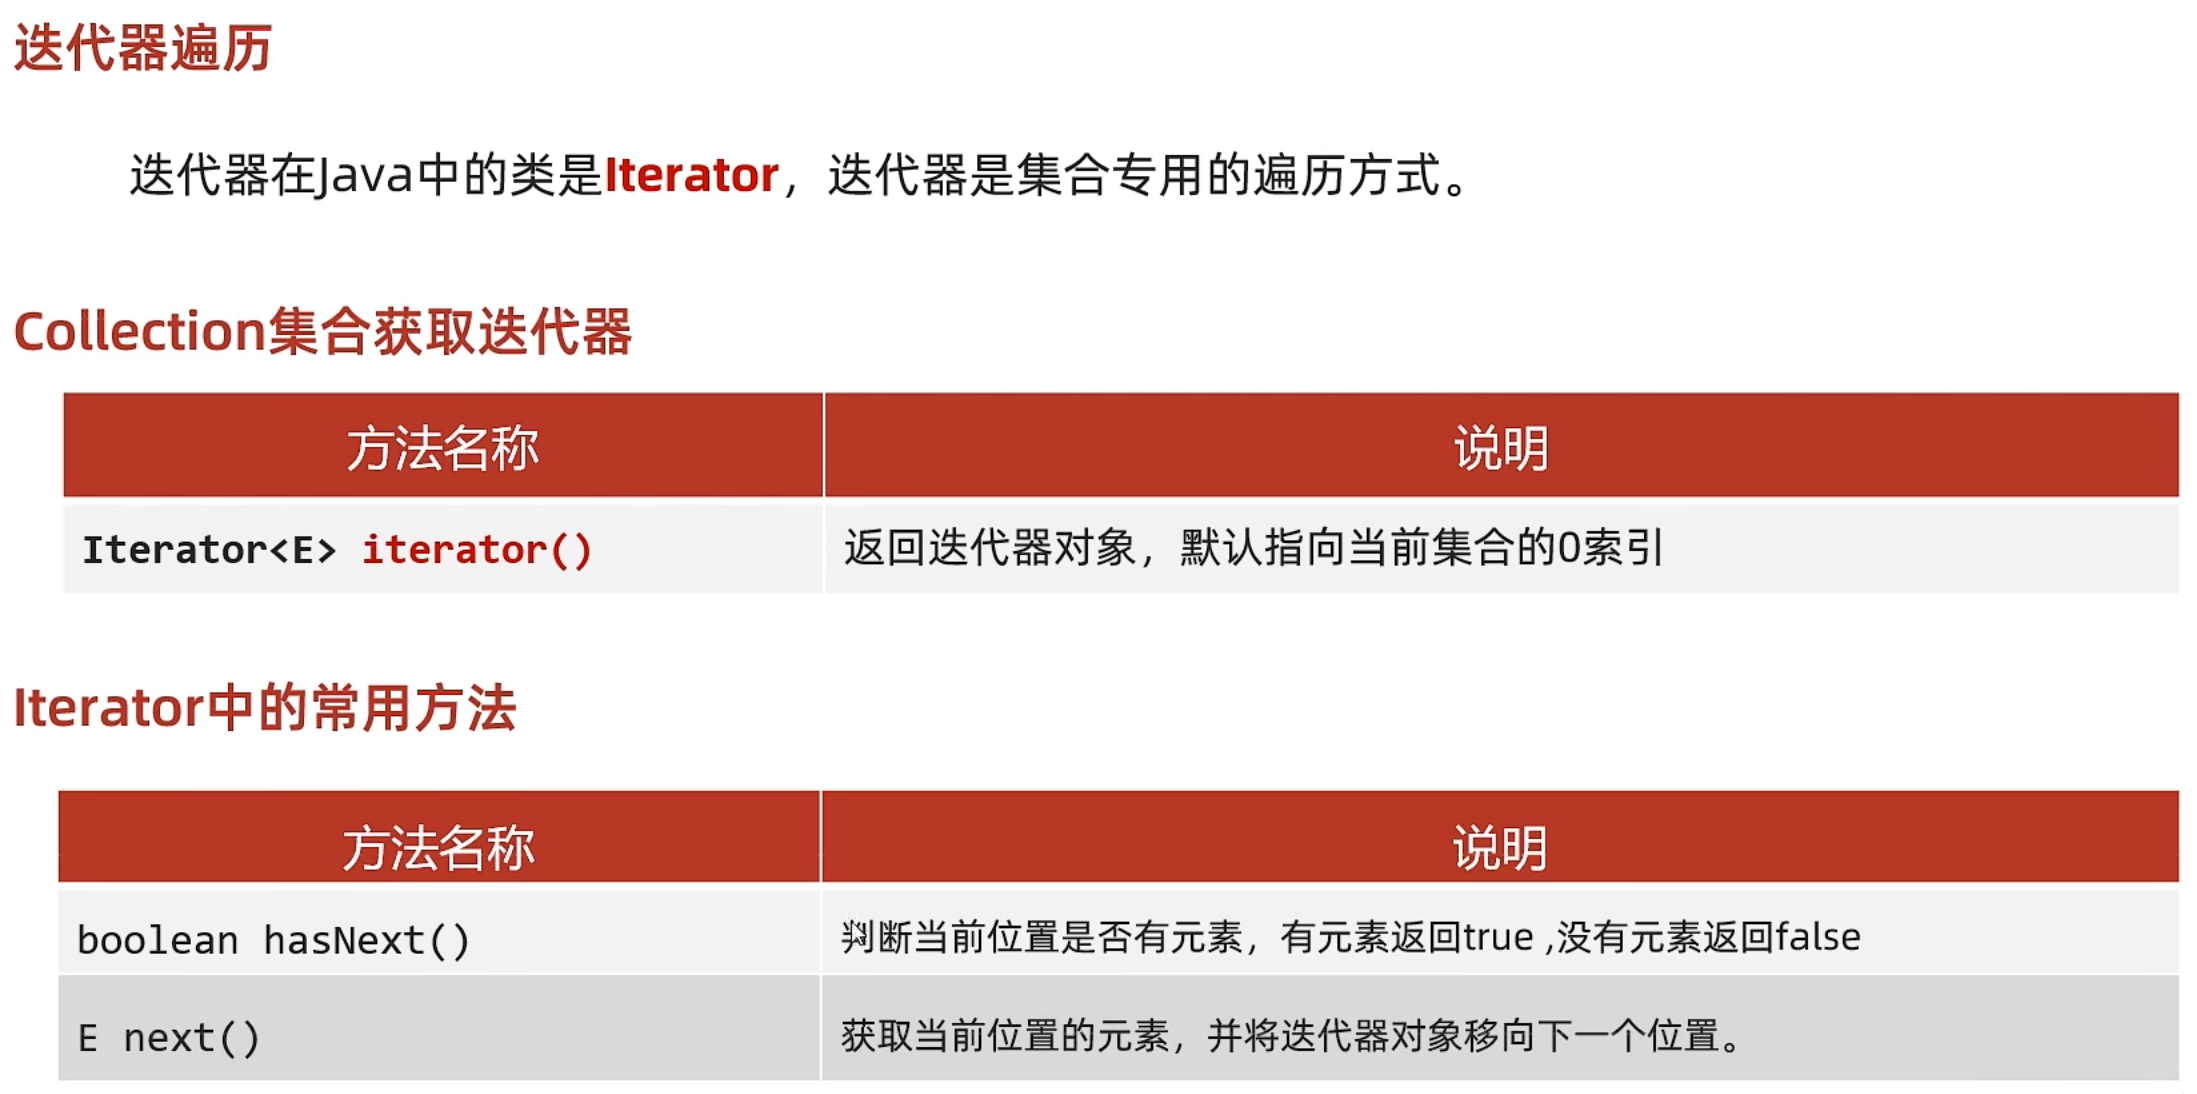 迭代器遍历
迭代器在Java中的类是Iterator，迭代器是集合专用的遍历方式。
Collection集合获取迭代器
方法名称 说明
Iterator<E> iterator() 返回迭代器对象，默认指向当前集合的0索引
Iterator中的常用方法
方法名称 说明
boolean hasNext() 判断当前位置是否有元素，有元素返回true ,没有元素返回false
E next() 获取当前位置的元素，并将迭代器对象移向下一个位置。